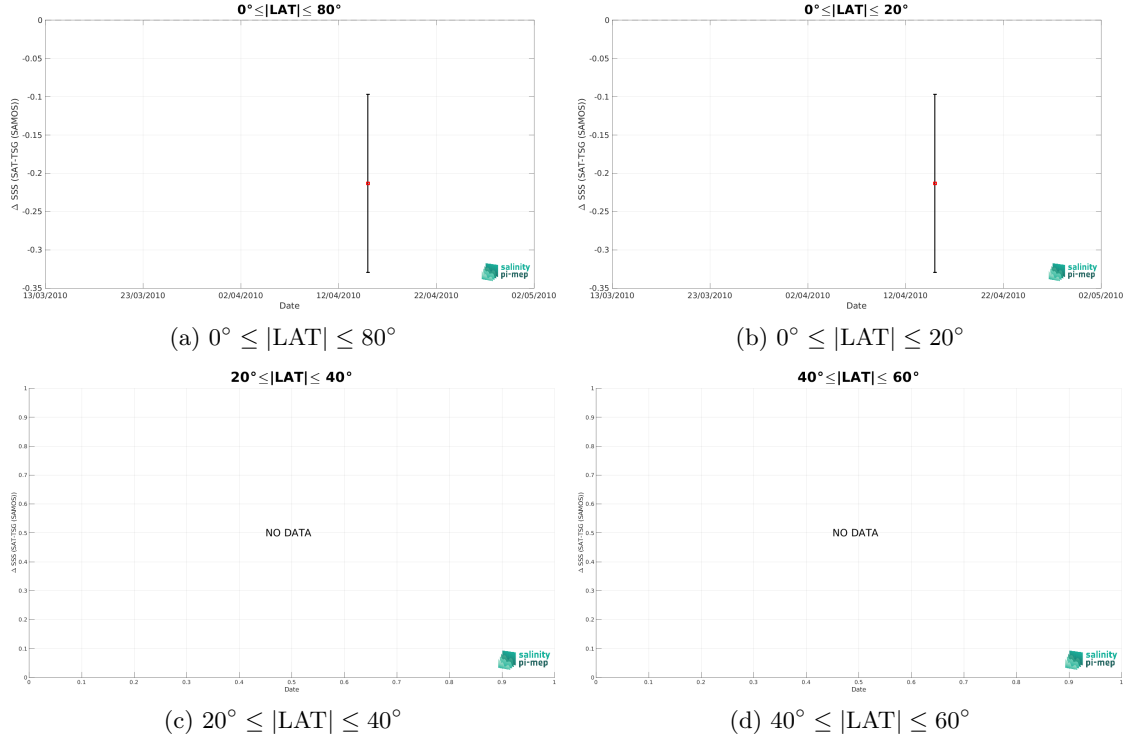 0°≤|LAT|≤ 80°
0
-0.05
-0.1
-0.15
-0.2
-0.25
-0.3
-0.35
Δ SSS (SAT-TSG (SAMOS))
13/03/2010 23/03/2010 02/04/2010 12/04/2010 22/04/2010 02/05/2010
Date
salinity
pi-mep
(a) 0° ≤ |LAT| ≤ 80°
0°≤|LAT|≤ 20°
0
-0.05
-0.1
-0.15
-0.2
-0.25
-0.3
-0.35
Δ SSS (SAT-TSG (SAMOS))
13/03/2010 23/03/2010 02/04/2010 12/04/2010 22/04/2010 02/05/2010
Date
salinity
pi-mep
(b) 0° ≤ |LAT| ≤ 20°
20°≤|LAT|≤ 40°
1
0.9
0.8
0.7
0.6
0.5
0.4
0.3
0.2
0.1
0
Δ SSS (SAT-TSG (SAMOS))
NO DATA
0 0.1 0.2 0.3 0.4 0.5 0.6 0.7 0.8 0.9 1
Date
salinity
pi-mep
(c) 20° ≤ |LAT| ≤ 40°
40°≤|LAT|≤ 60°
1
0.9
0.8
0.7
0.6
0.5
0.4
0.3
0.2
0.1
0
Δ SSS (SAT-TSG (SAMOS))
NO DATA
0 0.1 0.2 0.3 0.4 0.5 0.6 0.7 0.8 0.9 1
Date
salinity
pi-mep
(d) 40° ≤ |LAT| ≤ 60°